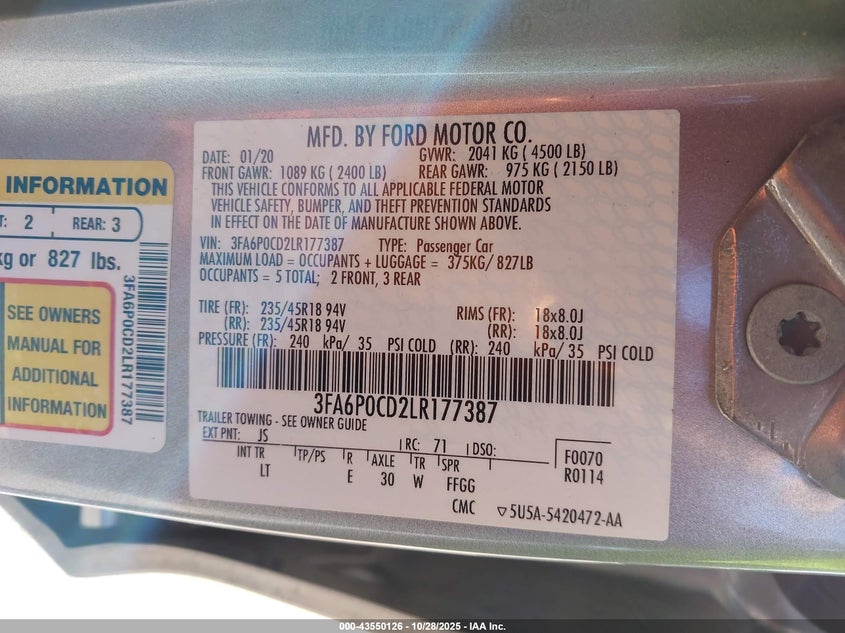 MFD. BY FORD MOTOR CO.
DATE: 01/20 GVWR: 2041 KG ( 4500 LB)
FRONT GAWR: 1089 KG ( 2400 LB) REAR GAWR: 975 KG ( 2150 LB)
THIS VEHICLE CONFORMS TO ALL APPLICABLE FEDERAL MOTOR
VEHICLE SAFETY, BUMPER, AND THEFT PREVENTION STANDARDS
IN EFFECT ON THE DATE OF MANUFACTURE SHOWN ABOVE.
VIN: 3FA6P0CD2LR177387 TYPE: Passenger Car
MAXIMUM LOAD = OCCUPANTS + LUGGAGE = 375KG/ 827LB
OCCUPANTS = 5 TOTAL; 2 FRONT, 3 REAR
TIRE (FR): 235/45R18 94V RIMS (FR): 18x8.0J
(RR): 235/45R18 94V (RR): 18x8.0J
PRESSURE (FR): 240 kPa/ 35 PSI COLD (RR): 240 kPa/ 35 PSI COLD
3FA6P0CD2LR177387
TRAILER TOWING - SEE OWNER GUIDE
EXT PNT: JS RC: 71 DSO: F0070
INT TR TP/PS R AXLE TR SPR R0114
LT E 30 W FFGG
CMC 5U5A-5420472-AA
INFORMATION
2 REAR: 3
kg or 827 lbs.
SEE OWNERS
MANUAL FOR
ADDITIONAL
INFORMATION
3FA6P0CD2LR177387
000-43550126 - 10/28/2025 - IAA Inc.